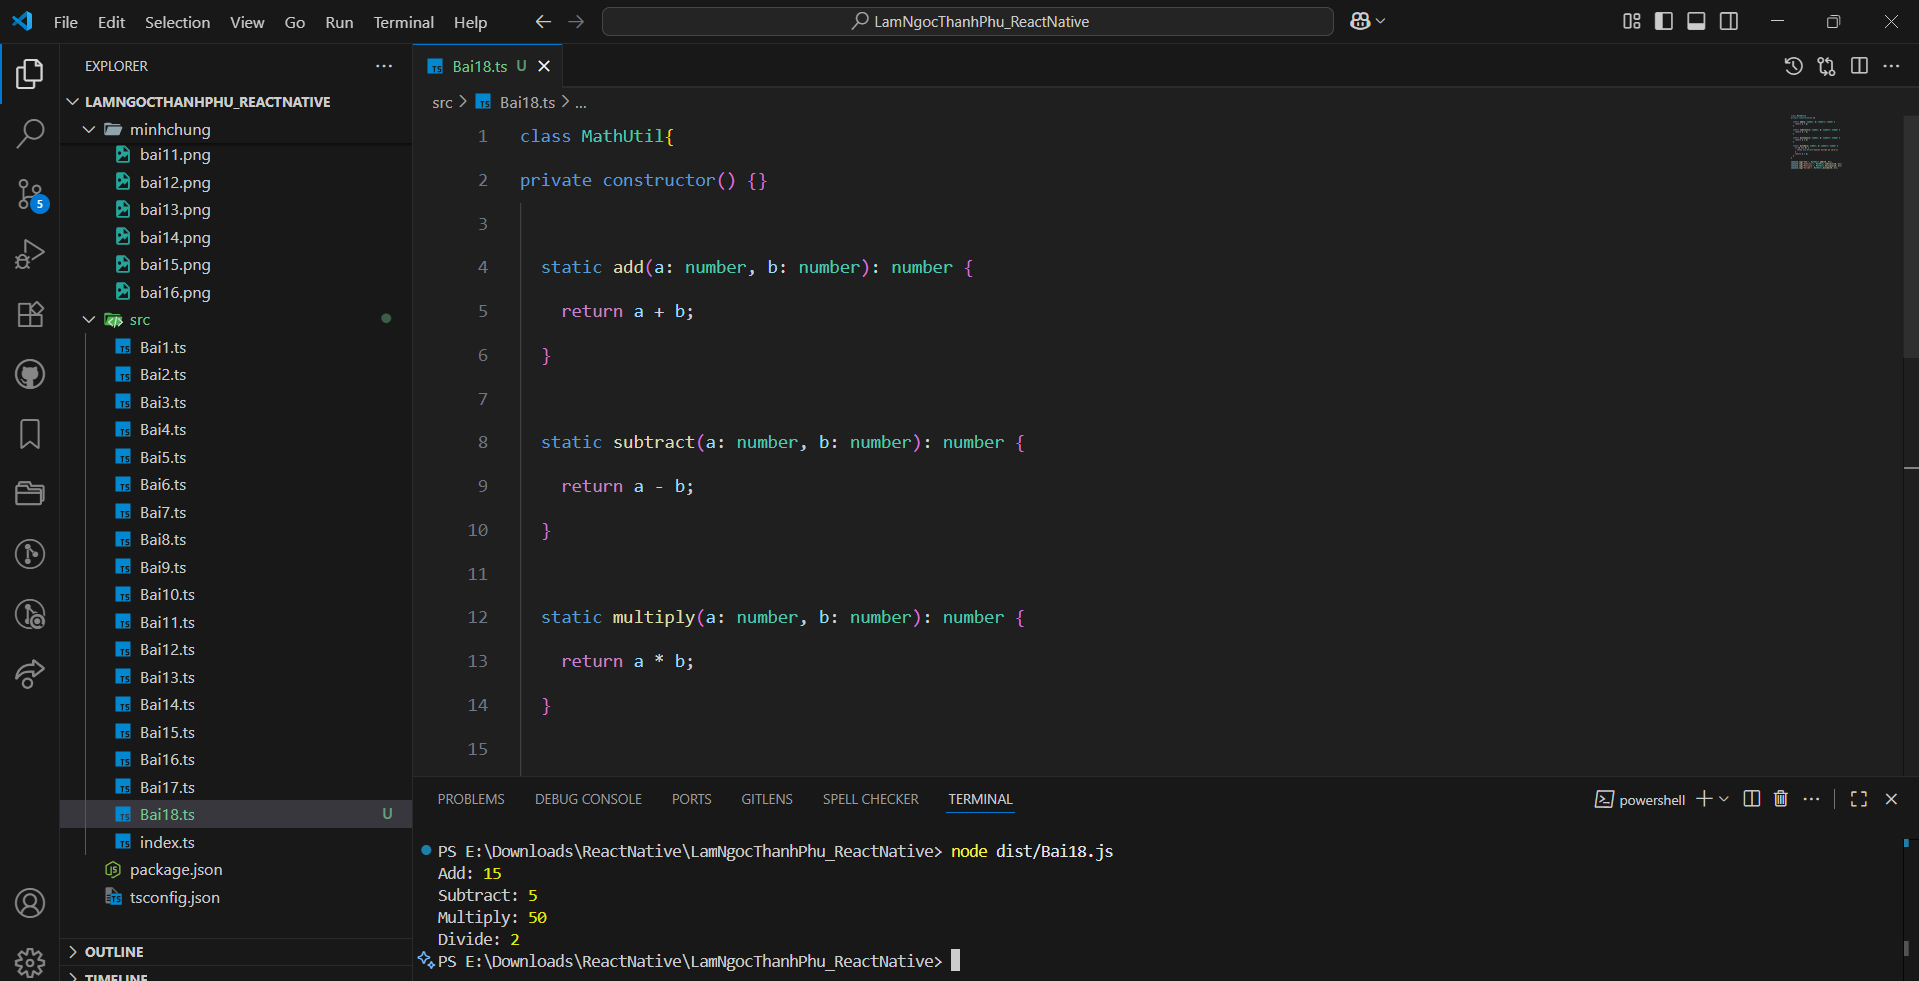 File Edit Selection View Go Run Terminal Help
LamNgocThanhPhu_ReactNative
EXPLORER
LAMNGOCTHANHPHU_REACTNATIVE
minhchung
bai11.png
bai12.png
bai13.png
bai14.png
bai15.png
bai16.png
src
Bai1.ts
Bai2.ts
Bai3.ts
Bai4.ts
Bai5.ts
Bai6.ts
Bai7.ts
Bai8.ts
Bai9.ts
Bai10.ts
Bai11.ts
Bai12.ts
Bai13.ts
Bai14.ts
Bai15.ts
Bai16.ts
Bai17.ts
Bai18.ts U
index.ts
package.json
tsconfig.json
OUTLINE
TIMELINE
5
Bai18.ts U
src > Bai18.ts > ...
1 class MathUtil{
2 private constructor() {}
3
4 static add(a: number, b: number): number {
5 return a + b;
6 }
7
8 static subtract(a: number, b: number): number {
9 return a - b;
10 }
11
12 static multiply(a: number, b: number): number {
13 return a * b;
14 }
15
PROBLEMS DEBUG CONSOLE PORTS GITLENS SPELL CHECKER TERMINAL
powershell
PS E:\Downloads\ReactNative\LamNgocThanhPhu_ReactNative> node dist/Bai18.js
Add: 15
Subtract: 5
Multiply: 50
Divide: 2
PS E:\Downloads\ReactNative\LamNgocThanhPhu_ReactNative>